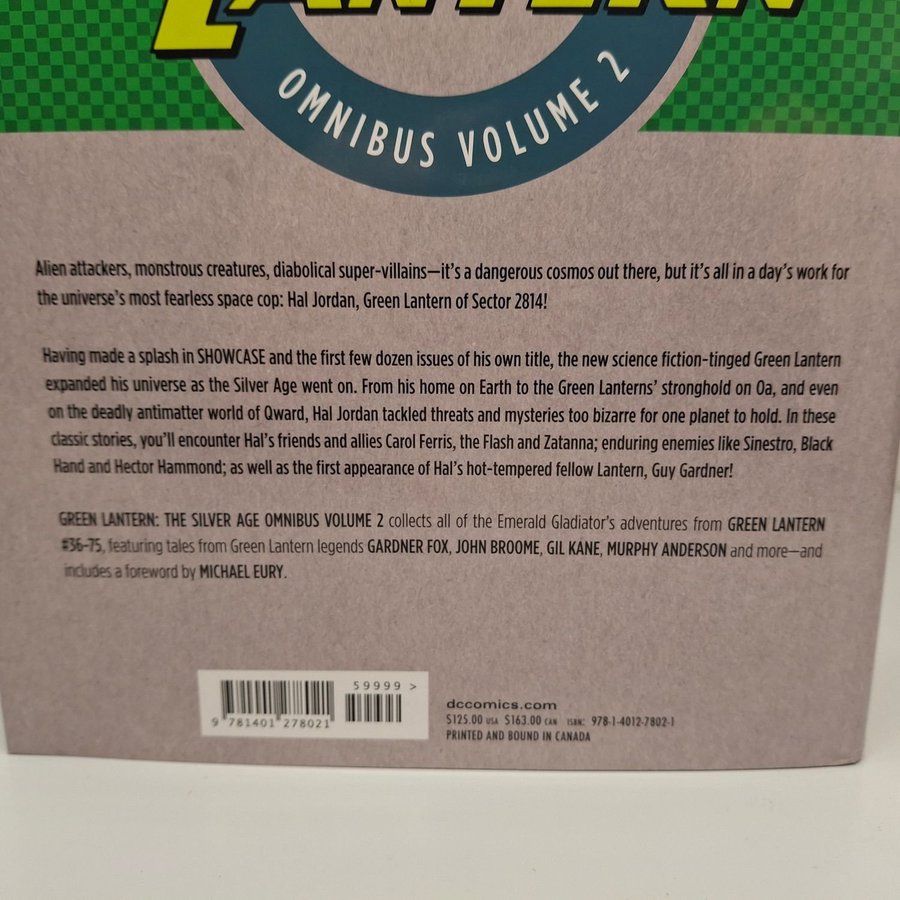 LANTERN
OMNIBUS VOLUME 2
Alien attackers, monstrous creatures, diabolical super-villains—it's a dangerous cosmos out there, but it's all in a day's work for
the universe's most fearless space cop: Hal Jordan, Green Lantern of Sector 2814!
Having made a splash in SHOWCASE and the first few dozen issues of his own title, the new science fiction-tinged Green Lantern
expanded his universe as the Silver Age went on. From his home on Earth to the Green Lanterns' stronghold on Oa, and even
on the deadly antimatter world of Qward, Hal Jordan tackled threats and mysteries too bizarre for one planet to hold. In these
classic stories, you'll encounter Hal's friends and allies Carol Ferris, the Flash and Zatanna; enduring enemies like Sinestro, Black
Hand and Hector Hammond; as well as the first appearance of Hal's hot-tempered fellow Lantern, Guy Gardner!
GREEN LANTERN: THE SILVER AGE OMNIBUS VOLUME 2 collects all of the Emerald Gladiator's adventures from GREEN LANTERN
#36-75, featuring tales from Green Lantern legends GARDNER FOX, JOHN BROOME, GIL KANE, MURPHY ANDERSON and more—and
includes a foreword by MICHAEL EURY.
59999 >
9 781401 278021
dccomics.com
$125.00 USA $163.00 CAN ISBN: 978-1-4012-7802-1
PRINTED AND BOUND IN CANADA